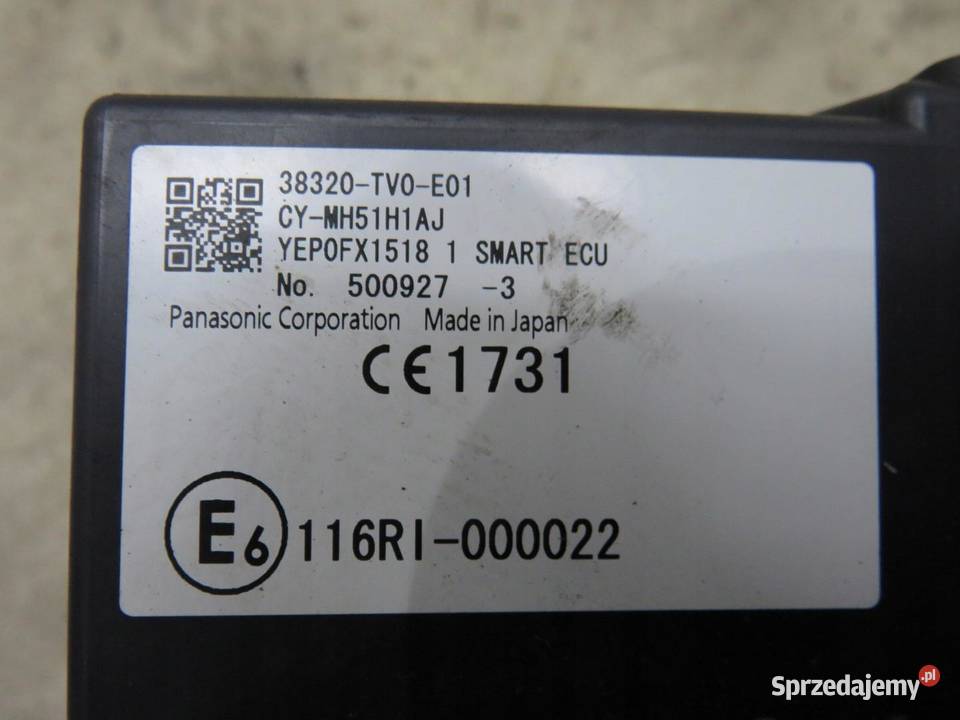 38320-TV0-E01
CY-MH51H1AJ
YEP0FX1518 1 SMART ECU
No. 500927 -3
Panasonic Corporation Made in Japan
CE1731
E6 116RI-000022
Sprzedajemy.pl